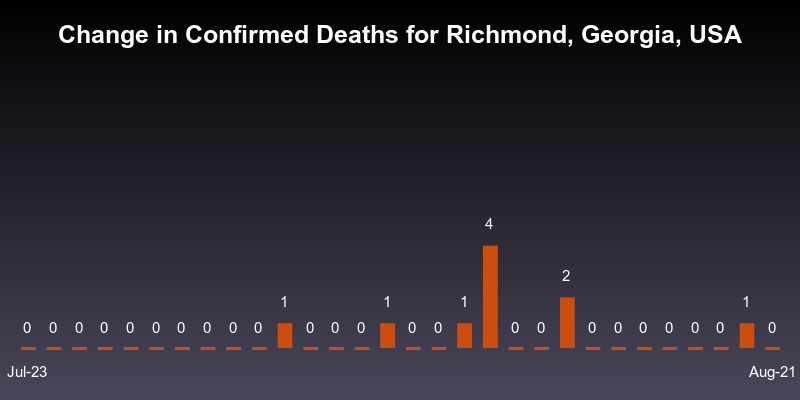 Change in Confirmed Deaths for Richmond, Georgia, USA
4
2
1 1 1 1
0 0 0 0 0 0 0 0 0 0 0 0 0 0 0 0 0 0 0 0 0 0 0 0
Jul-23 Aug-21